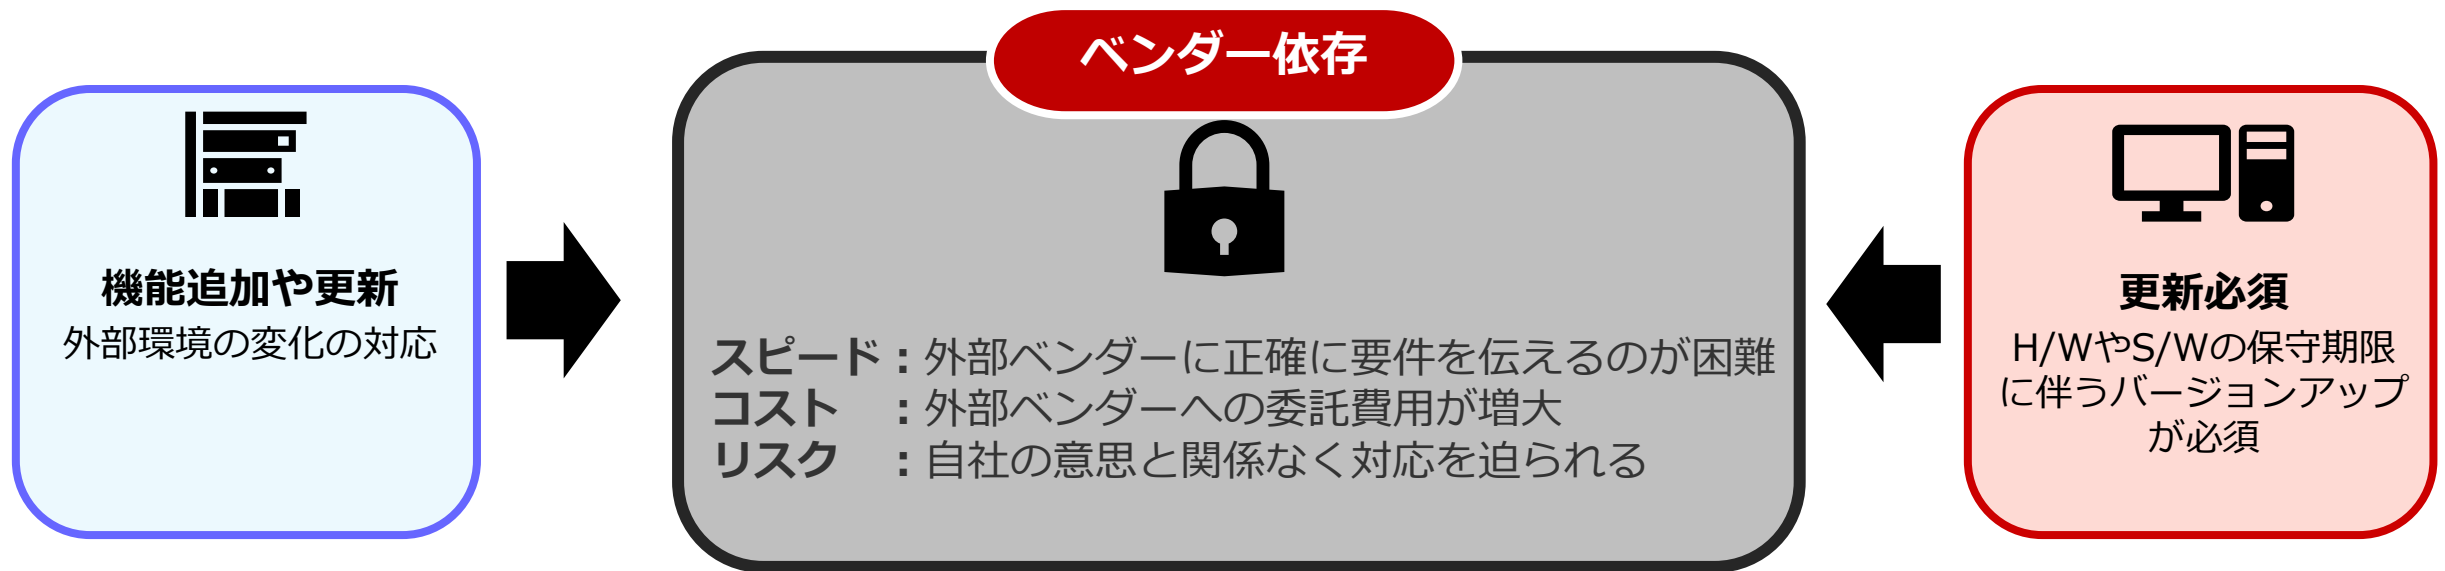 ベンダー依存
機能追加や更新
外部環境の変化の対応
スピード：外部ベンダーに正確に要件を伝えるのが困難
コスト　：外部ベンダーへの委託費用が増大
リスク　：自社の意思と関係なく対応を迫られる
更新必須
H/WやS/Wの保守期限
に伴うバージョンアップ
が必須